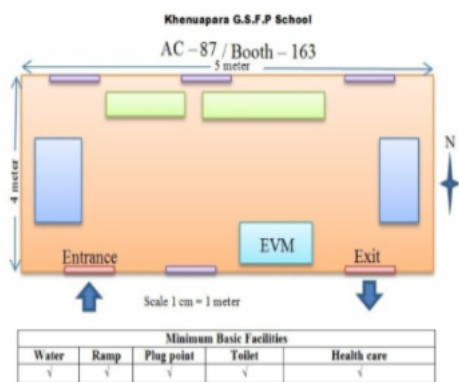 Khenuapara G.S.F.P School
AC – 87 / Booth – 163
5 meter
4 meter
N
EVM
Entrance
Exit
Scale 1 cm = 1 meter
Minimum Basic Facilities
Water Ramp Plug point Toilet Health care
√ √ √ √ √